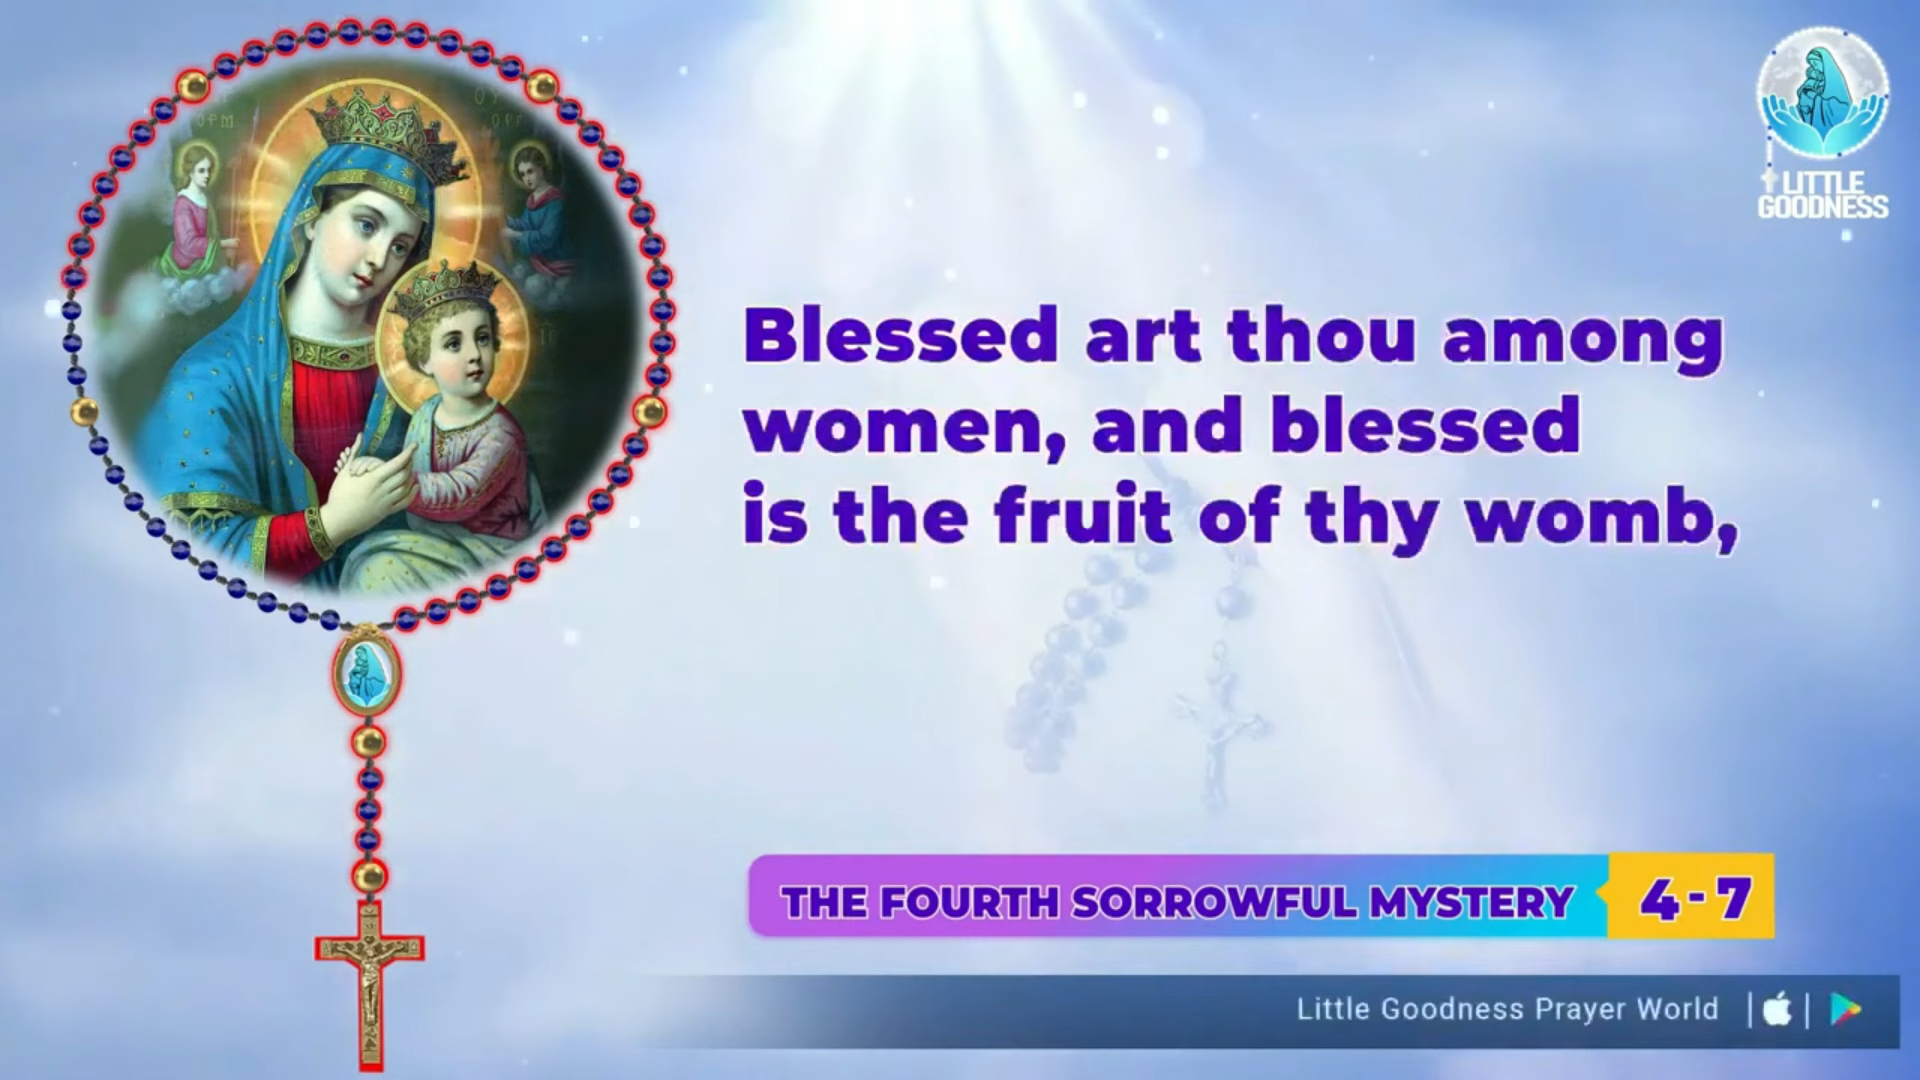 LITTLE
GOODNESS
Blessed art thou among
women, and blessed
is the fruit of thy womb,
THE FOURTH SORROWFUL MYSTERY 4-7
Little Goodness Prayer World